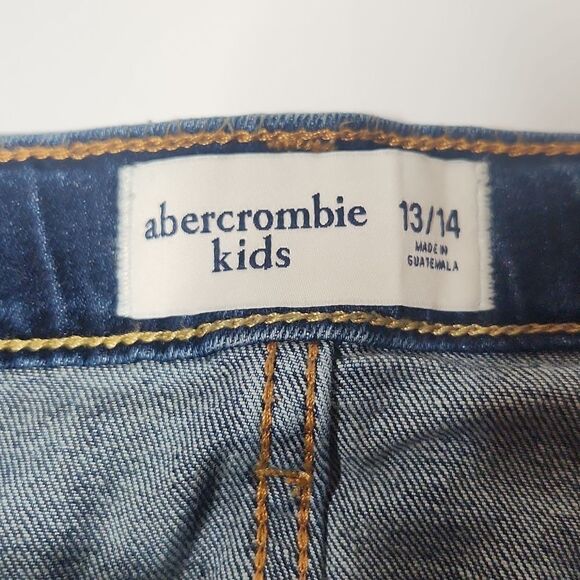 abercrombie
kids
13/14
MADE IN
GUATEMALA